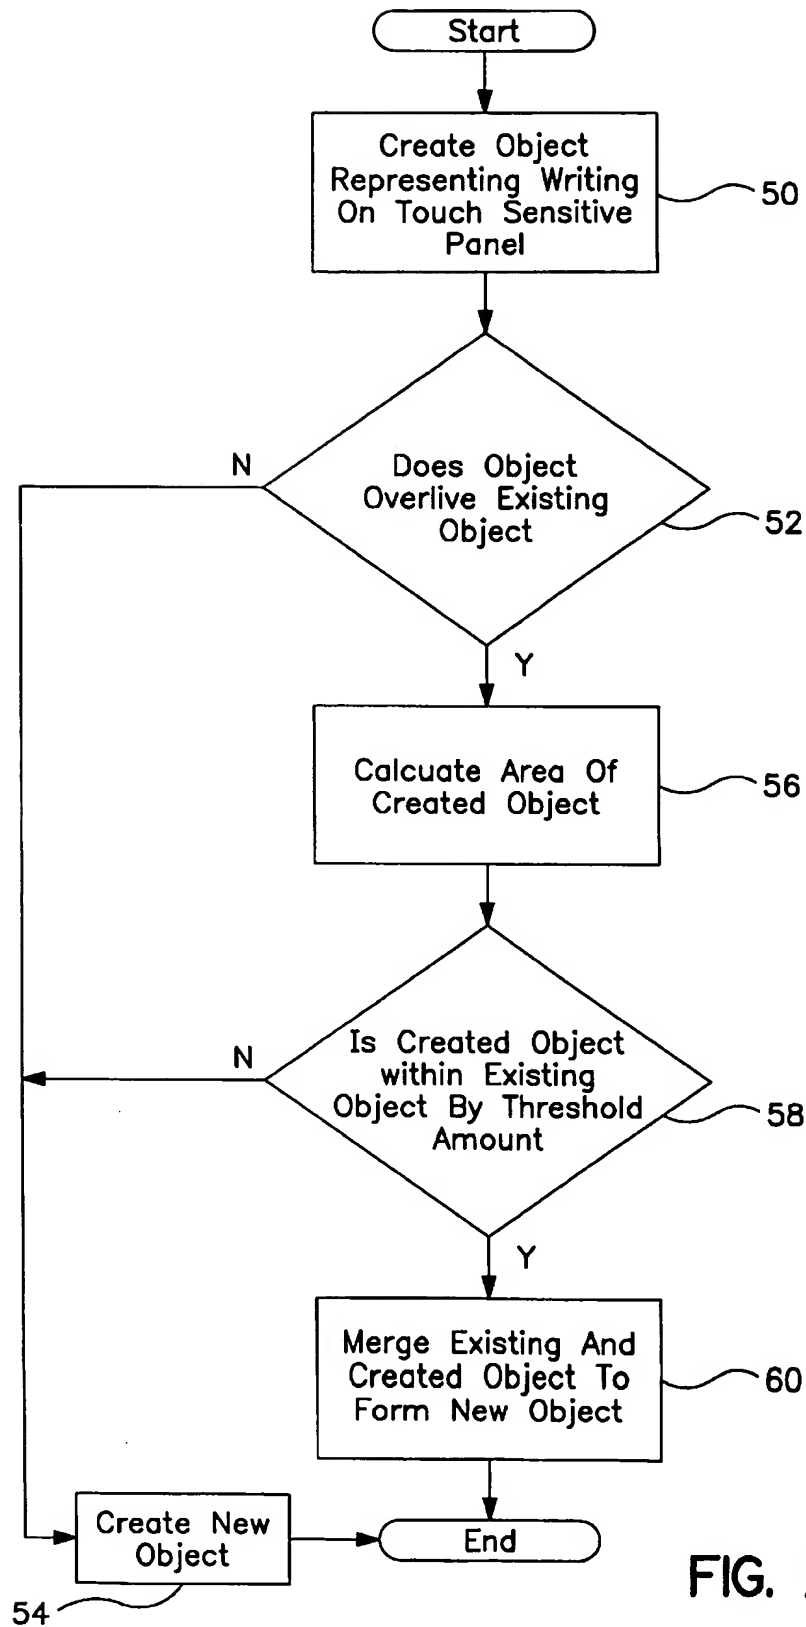 Start
Create Object
Representing Writing
On Touch Sensitive
Panel
50
N
Does Object
Overlive Existing
Object
52
Y
Calcuate Area Of
Created Object
56
N
Is Created Object
within Existing
Object By Threshold
Amount
58
Y
Merge Existing And
Created Object To
Form New Object
60
Create New
Object
End
54
FIG.